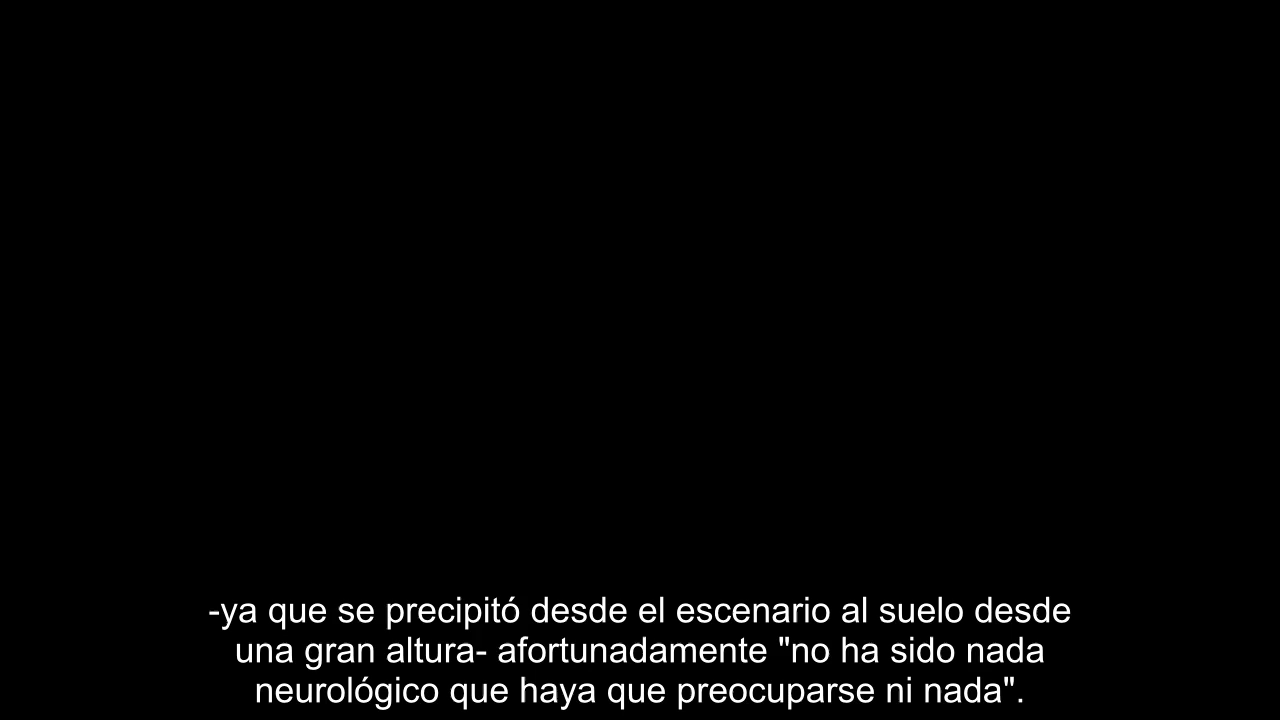 -ya que se precipitó desde el escenario al suelo desde
una gran altura- afortunadamente "no ha sido nada
neurológico que haya que preocuparse ni nada".